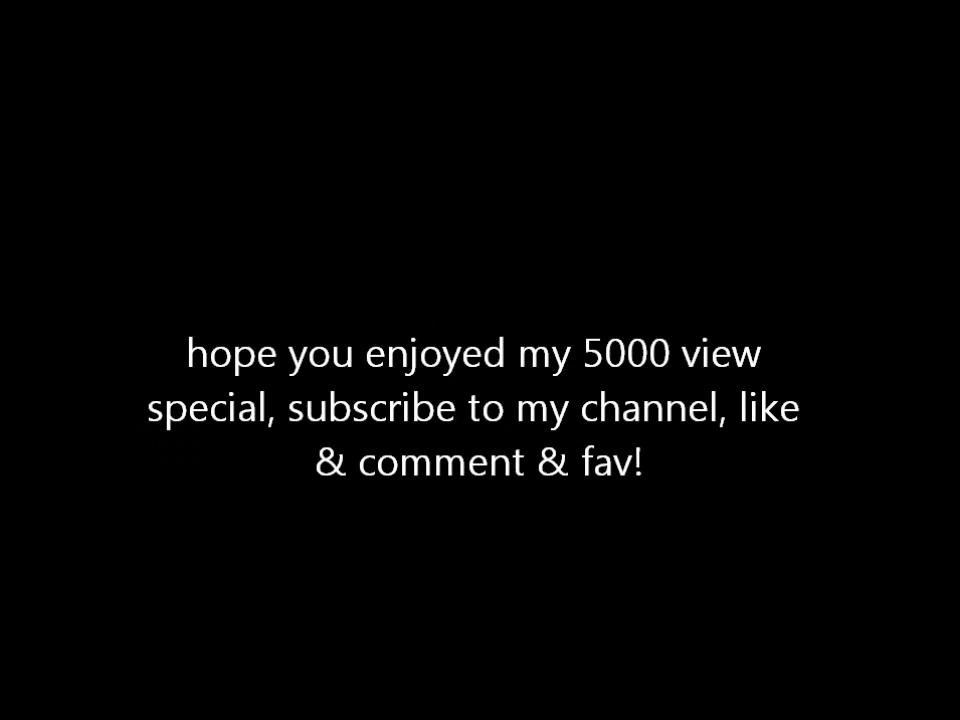 hope you enjoyed my 5000 view
special, subscribe to my channel, like
& comment & fav!